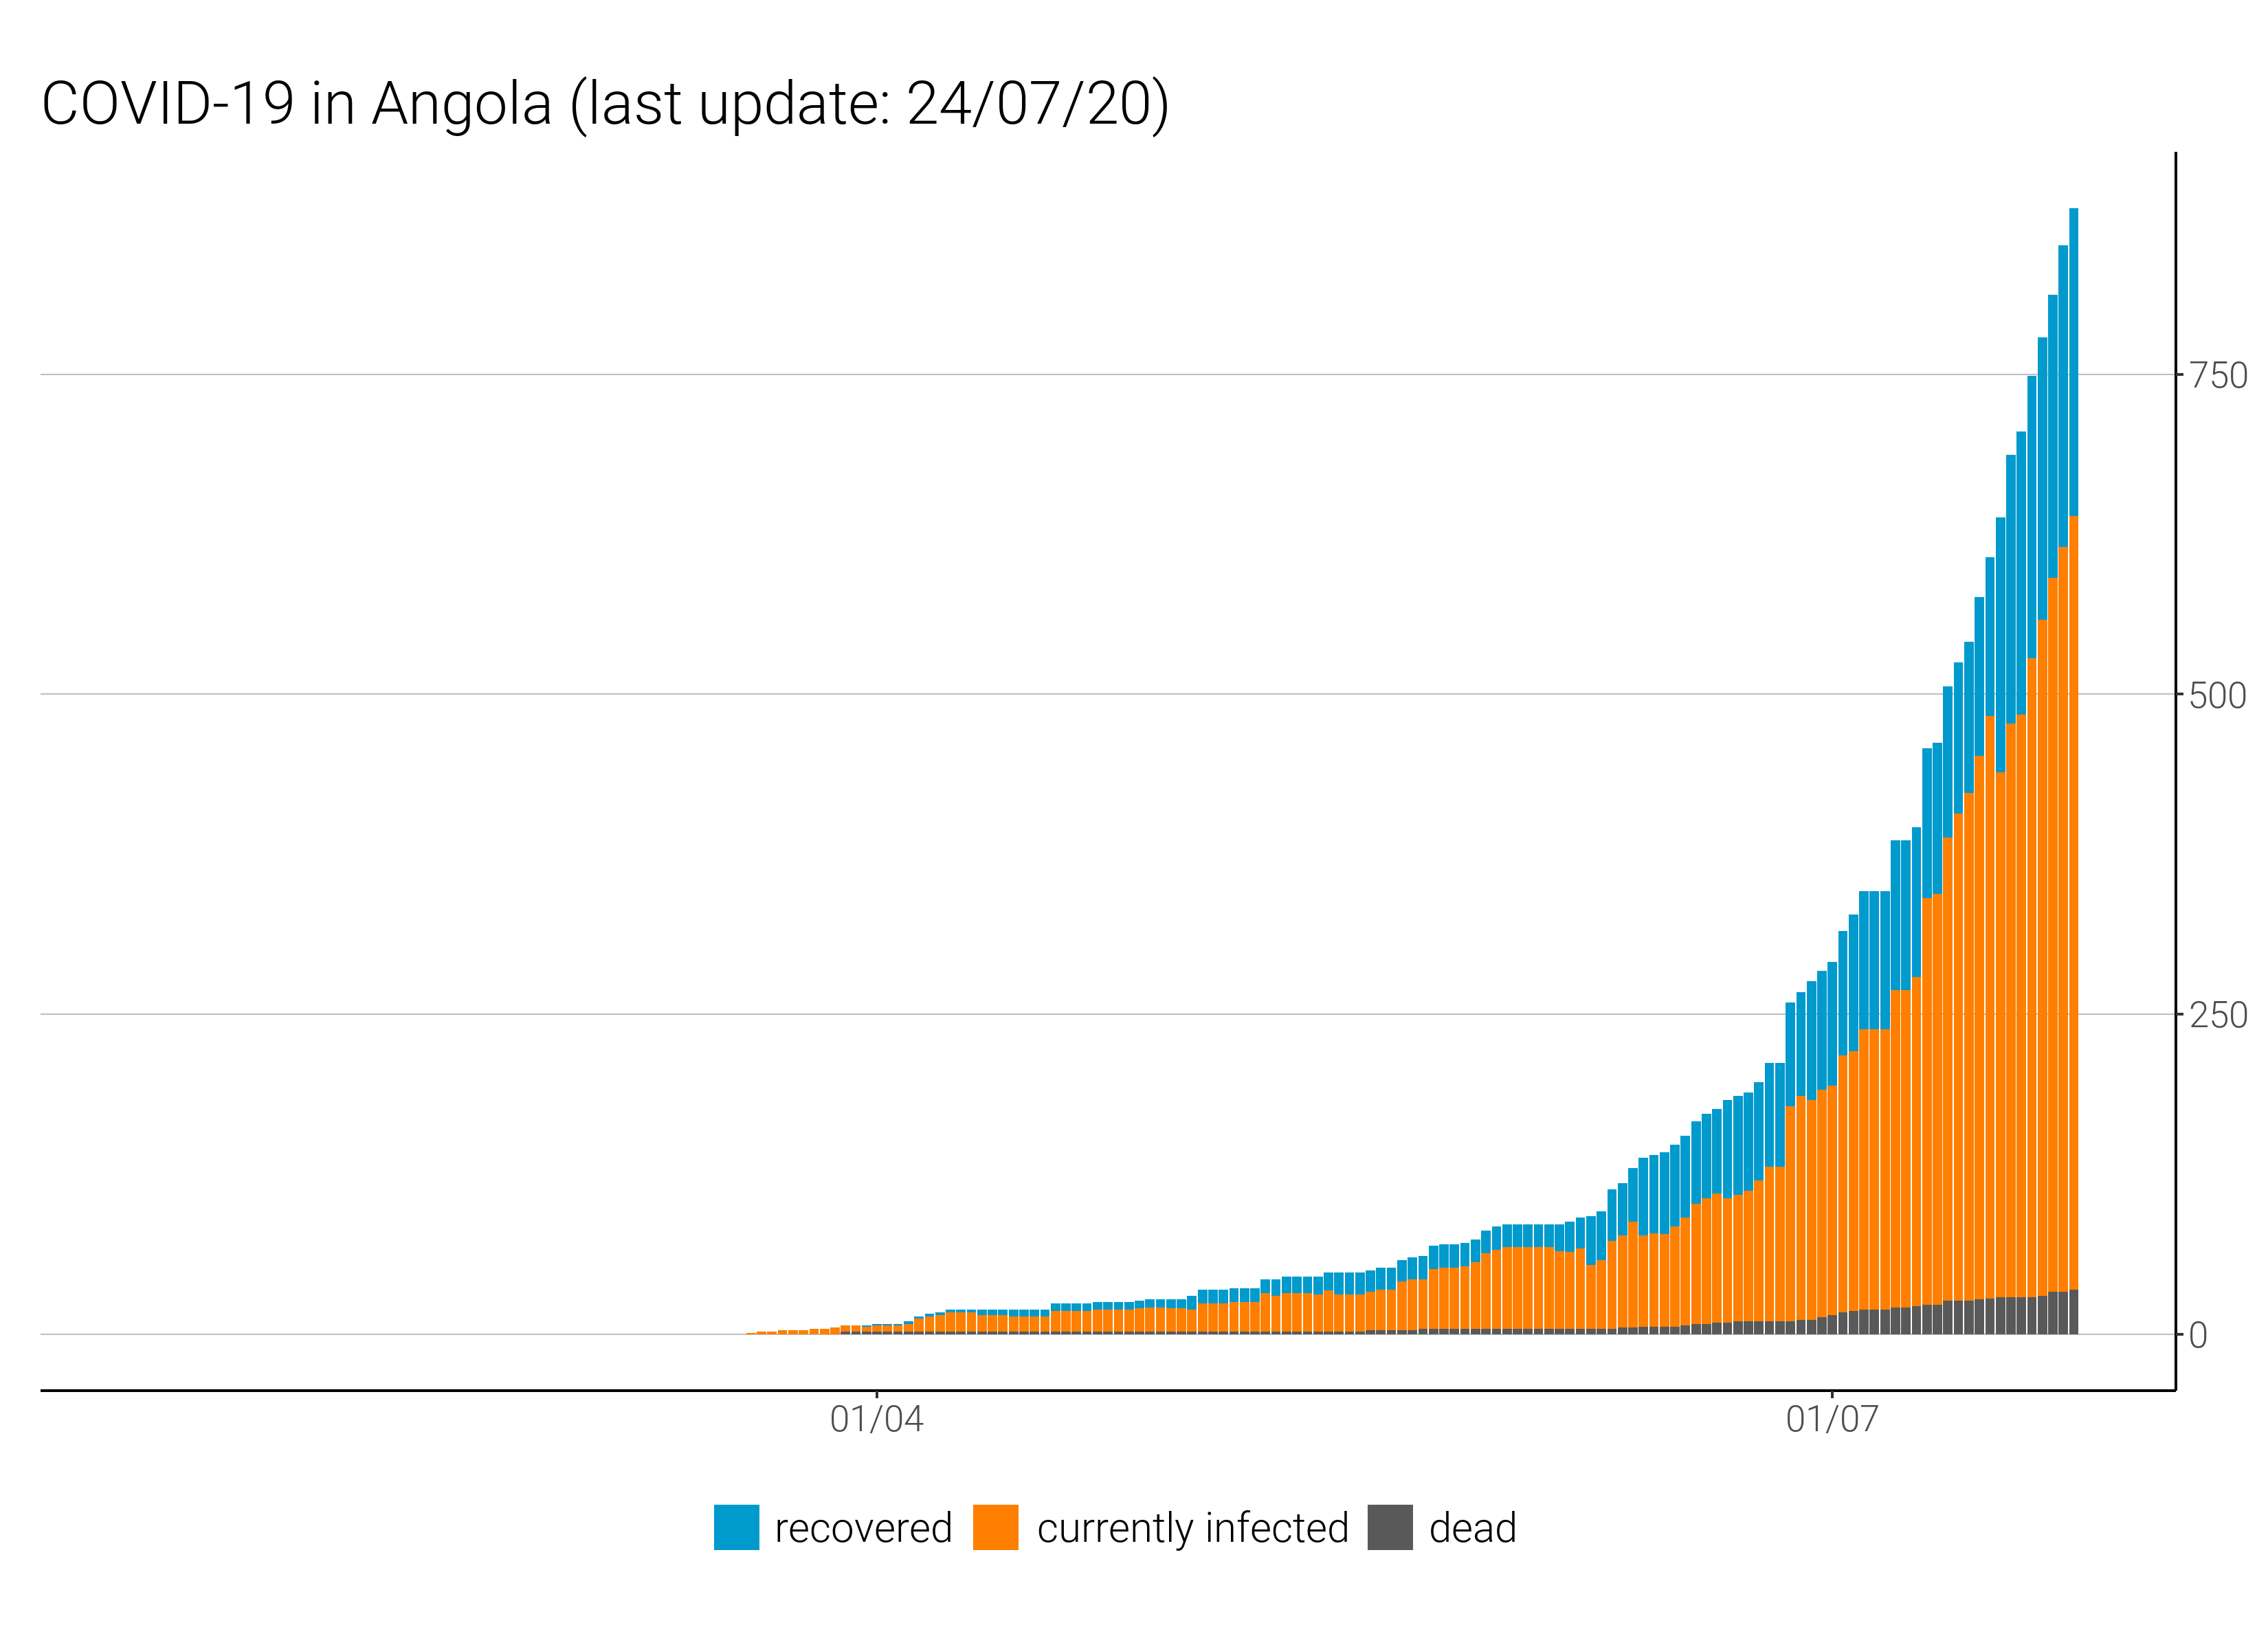 COVID-19 in Angola (last update: 24/07/20)
750
500
250
0
01/04 01/07
recovered currently infected dead